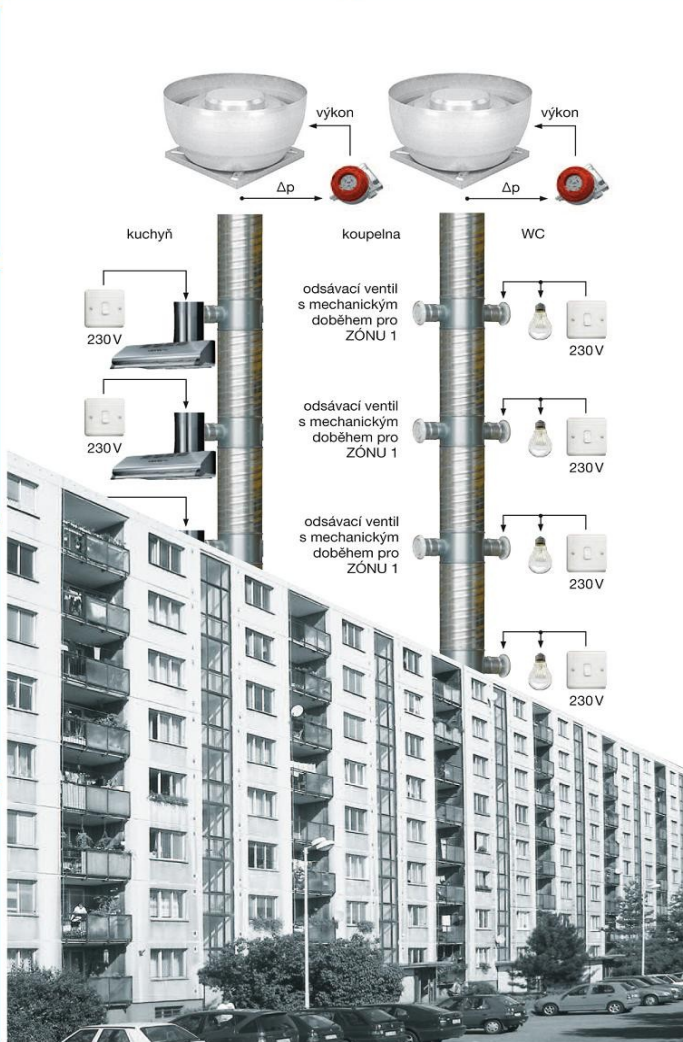 výkon
výkon
Δp
Δp
kuchyň
koupelna
WC
230 V
odsávací ventil
s mechanickým
doběhem pro
ZÓNU 1
230 V
230 V
odsávací ventil
s mechanickým
doběhem pro
ZÓNU 1
230 V
odsávací ventil
s mechanickým
doběhem pro
ZÓNU 1
230 V
230 V